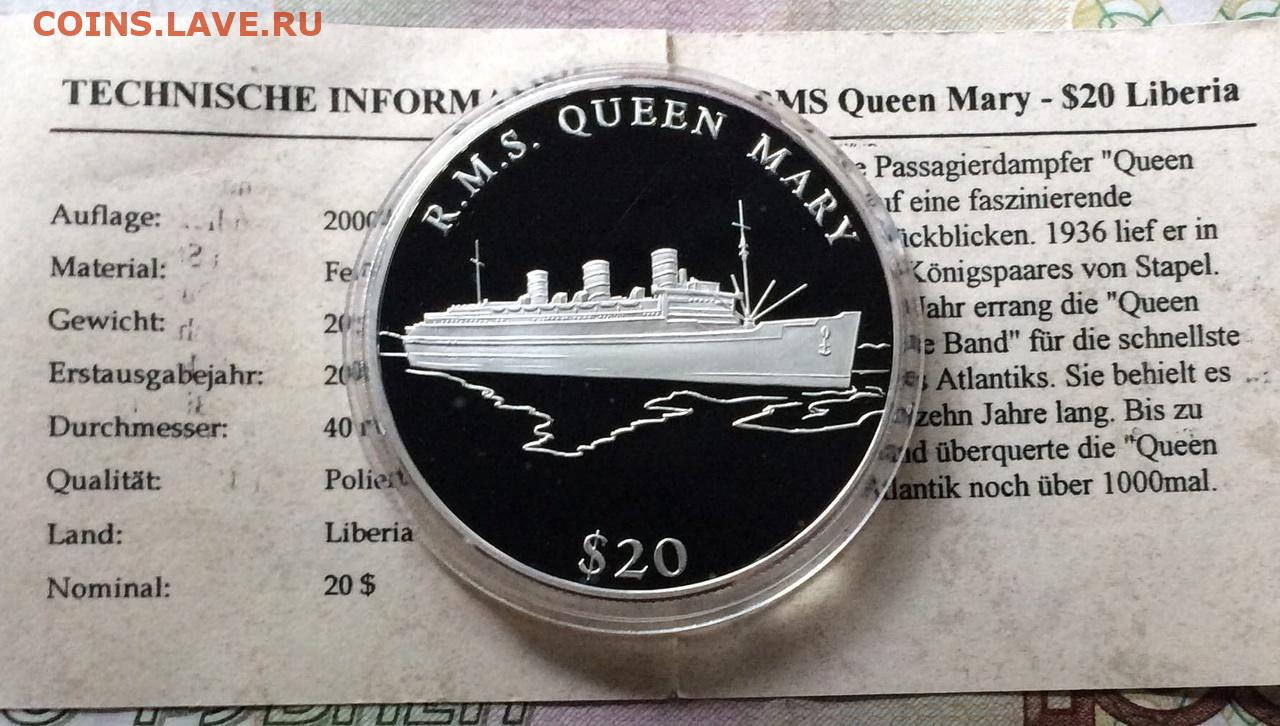 COINS.LAVE.RU
TECHNISCHE INFORM
RMS Queen Mary - $20 Liberia
R.M.S. QUEEN MARY
$20
Auflage:
Material:
Gewicht:
Erstausgabejahr:
Durchmesser: 40
Qualität: Poliert
Land: Liberia
Nominal: 20 $
Passagierdampfer "Queen
auf eine faszinierende
rückblicken. 1936 lief er in
Königspaares von Stapel.
Jahr errang die "Queen
Band" für die schnellste
Atlantiks. Sie behielt es
zehn Jahre lang. Bis zu
überquerte die "Queen
Atlantik noch über 1000mal.